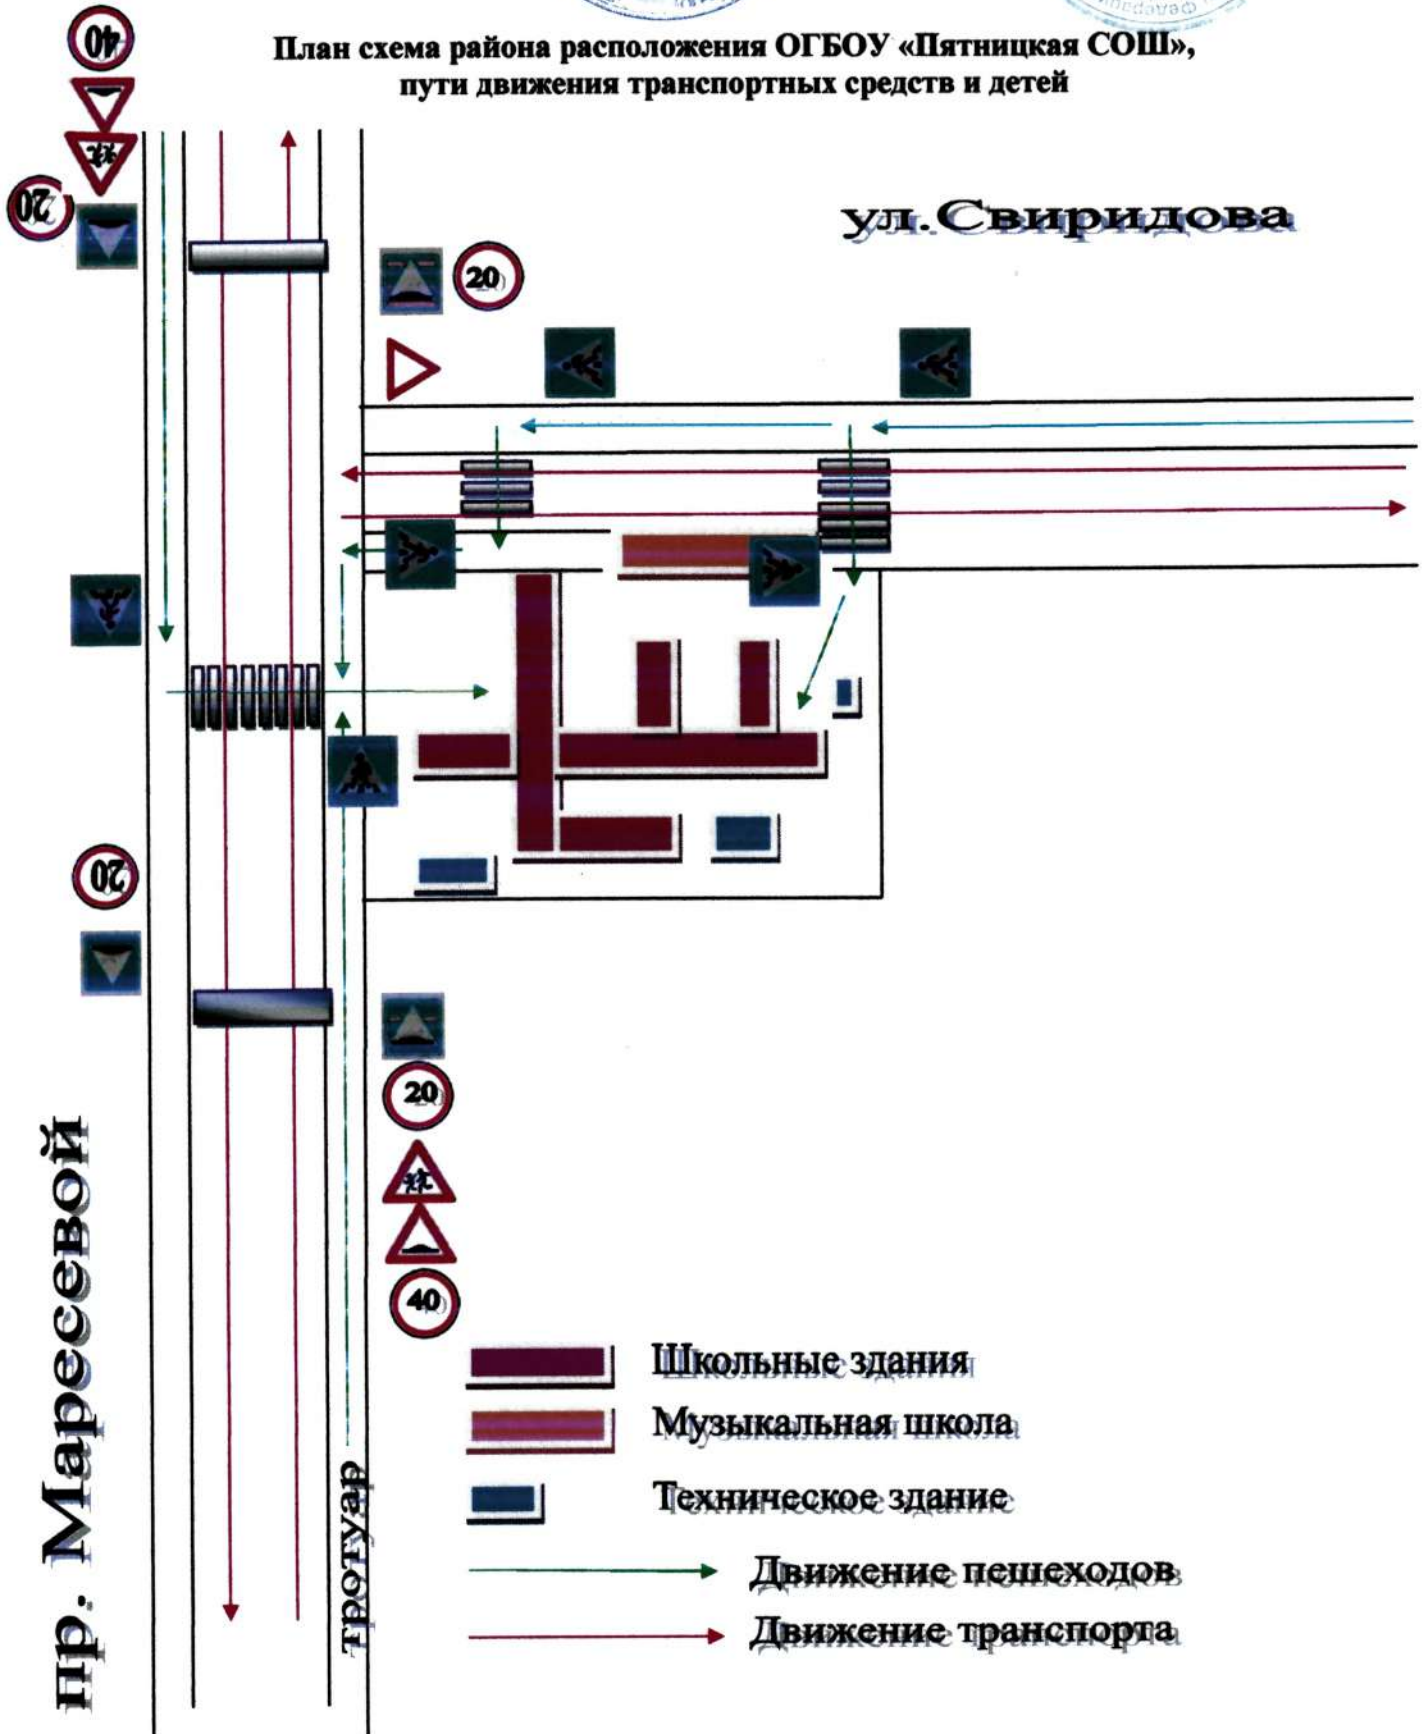 План схема района расположения ОГБОУ «Пятницкая СОШ»,
пути движения транспортных средств и детей
40
20
ул.Свиридова
20
20
20
40
пр. Маресевой
тротуар
Школьные здания
Музыкальная школа
Техническое здание
Движение пешеходов
Движение транспорта